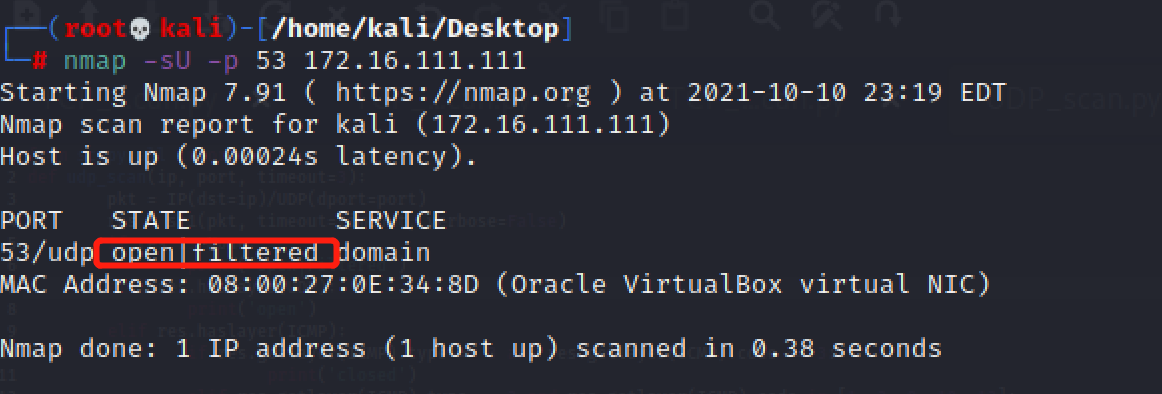 (root💀kali)-[/home/kali/Desktop]
# nmap -sU -p 53 172.16.111.111
Starting Nmap 7.91 ( https://nmap.org ) at 2021-10-10 23:19 EDT
Nmap scan report for kali (172.16.111.111)
Host is up (0.00024s latency).
PORT   STATE         SERVICE
53/udp open|filtered domain
MAC Address: 08:00:27:0E:34:8D (Oracle VirtualBox virtual NIC)
Nmap done: 1 IP address (1 host up) scanned in 0.38 seconds